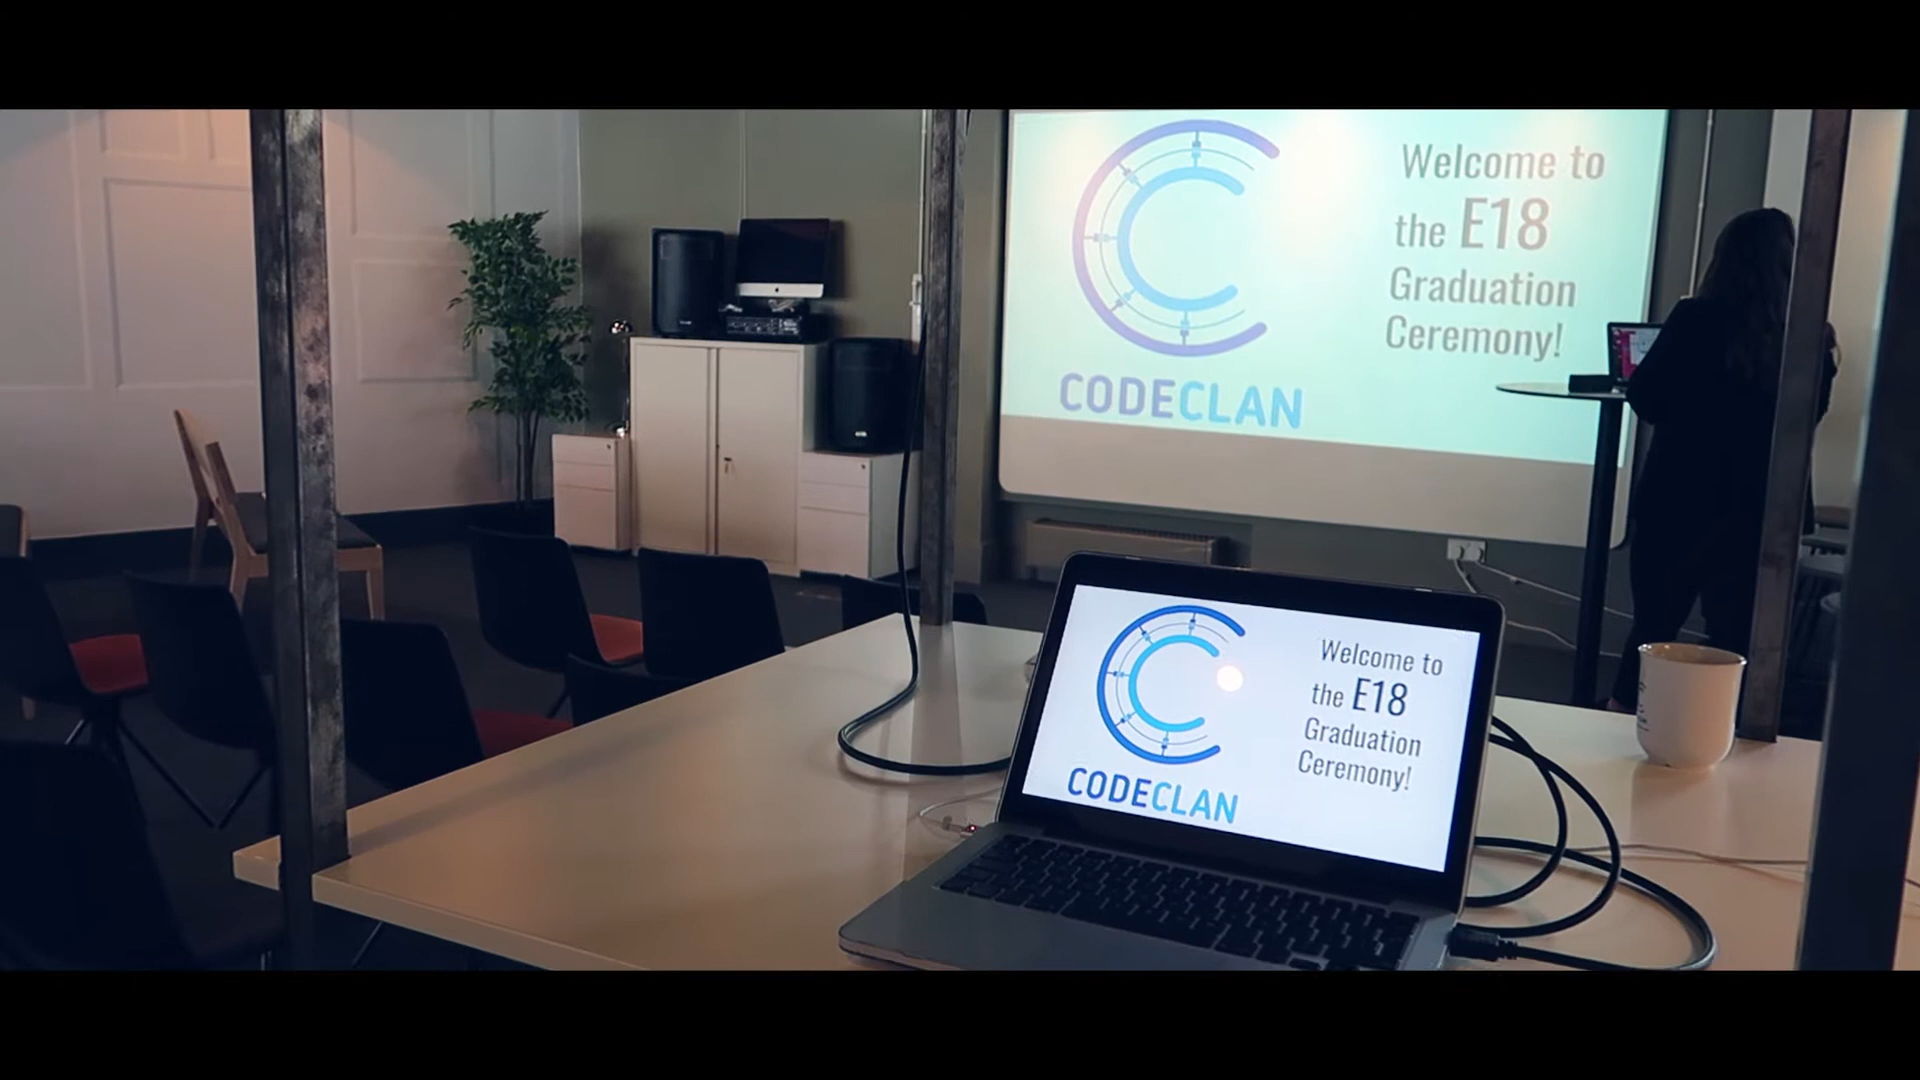 Welcome to
the E18
Graduation
Ceremony!
CODECLAN
Welcome to
the E18
Graduation
Ceremony!
CODECLAN